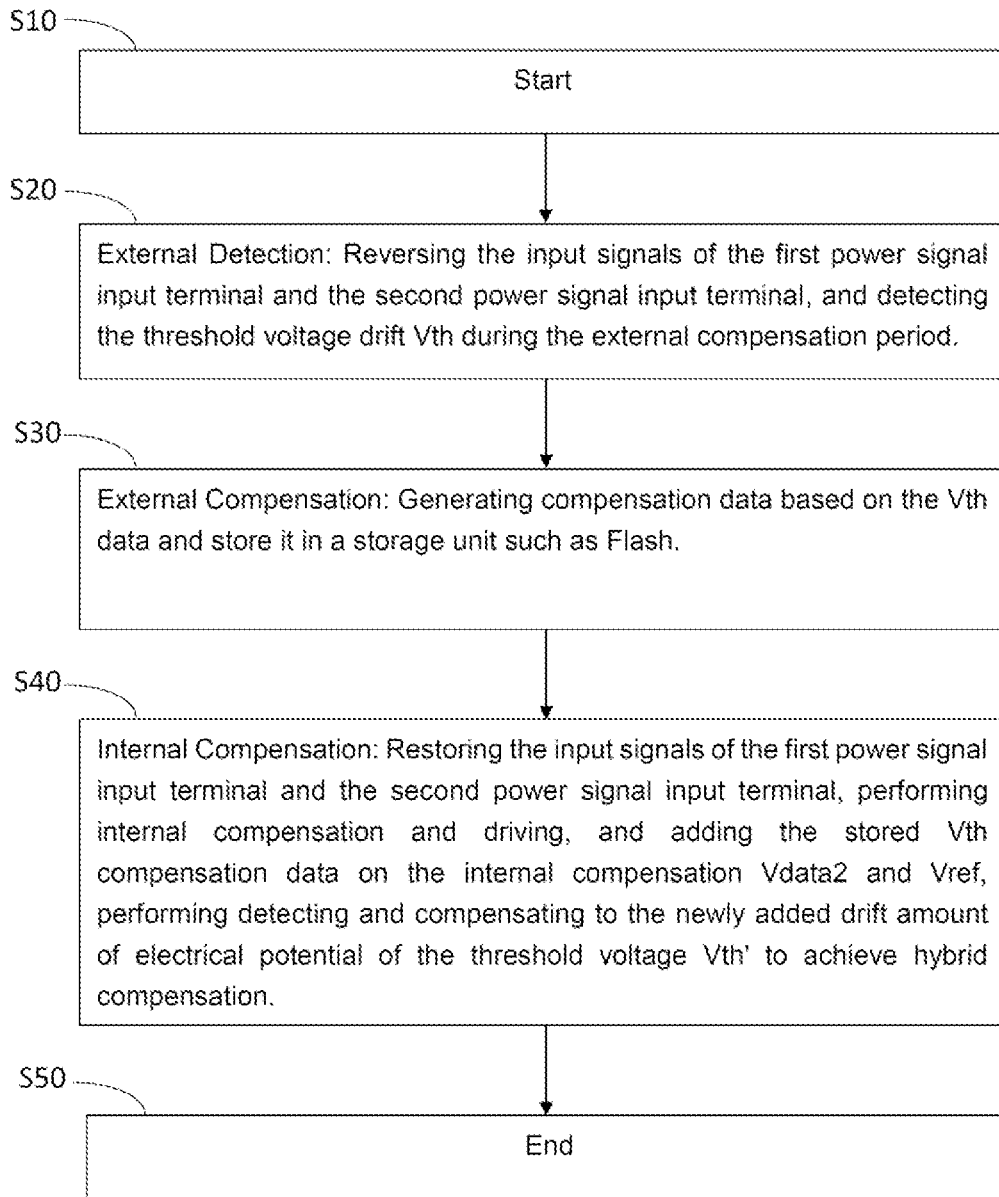 S10
Start
S20
External Detection: Reversing the input signals of the first power signal
input terminal and the second power signal input terminal, and detecting
the threshold voltage drift Vth during the external compensation period.
S30
External Compensation: Generating compensation data based on the Vth
data and store it in a storage unit such as Flash.
S40
Internal Compensation: Restoring the input signals of the first power signal
input terminal and the second power signal input terminal, performing
internal compensation and driving, and adding the stored Vth
compensation data on the internal compensation Vdata2 and Vref,
performing detecting and compensating to the newly added drift amount
of electrical potential of the threshold voltage Vth' to achieve hybrid
compensation.
S50
End